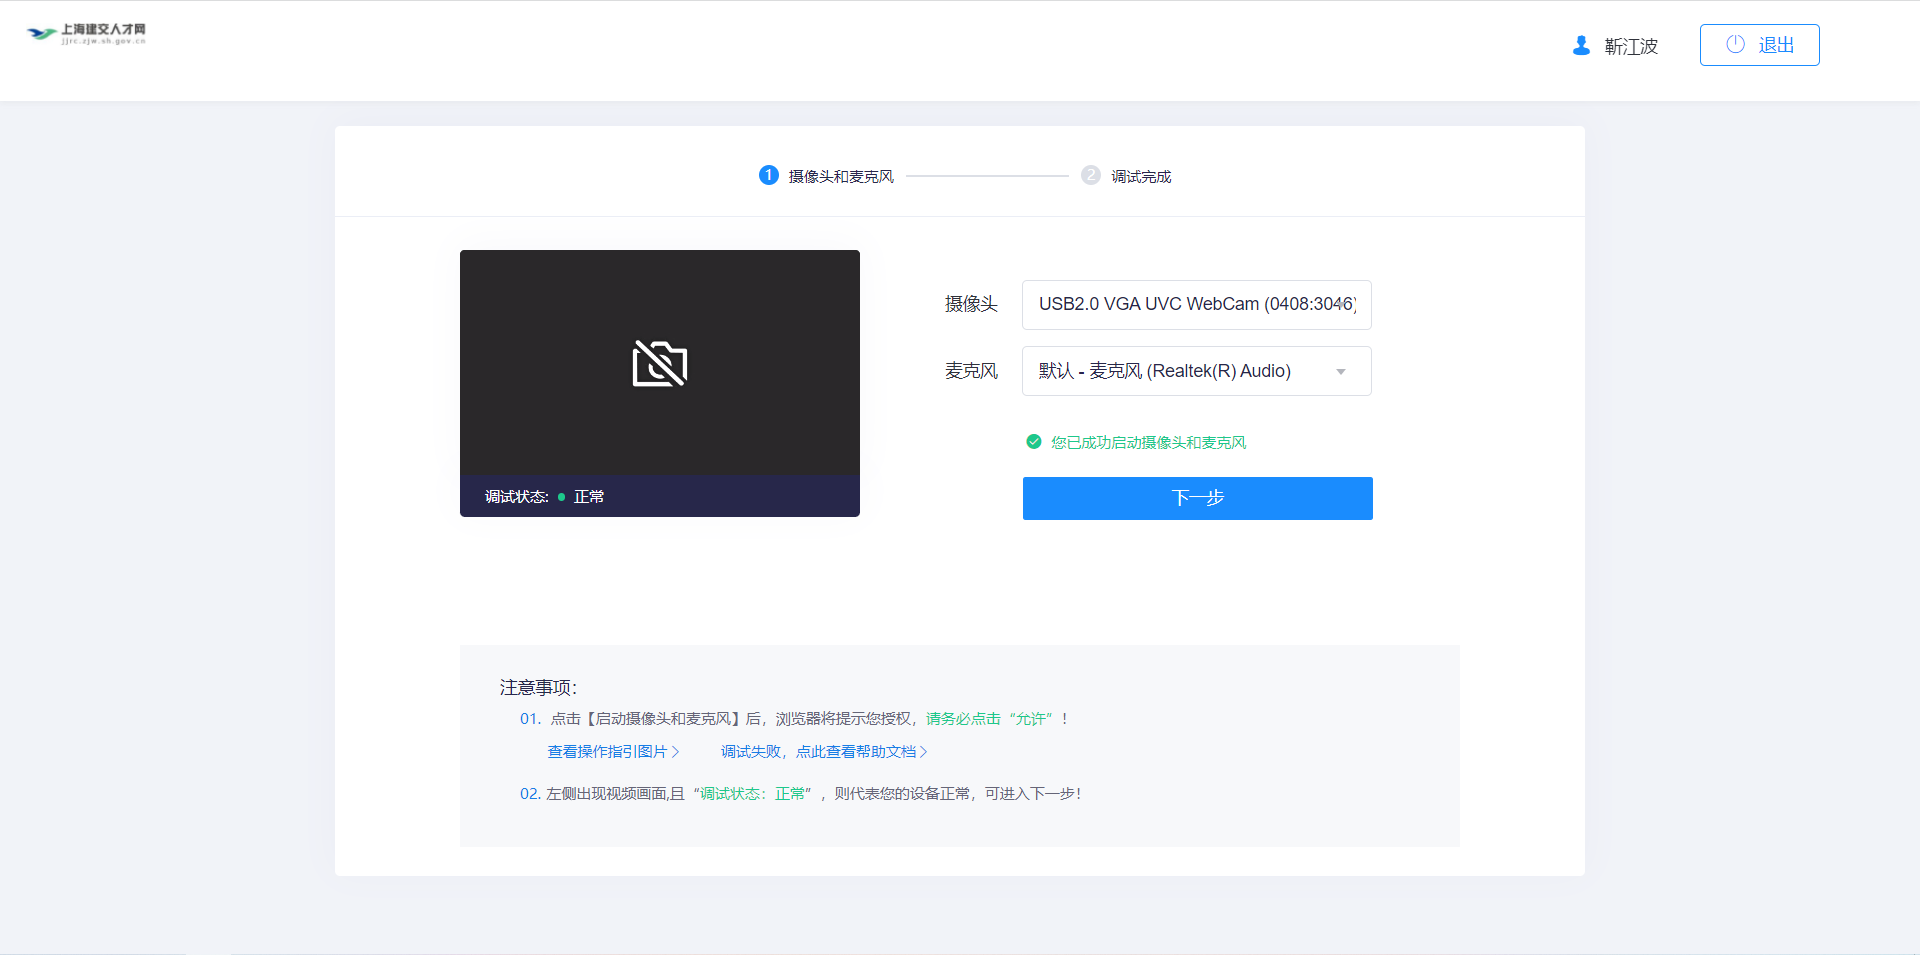 上海建交人才网
jjrc.zjw.sh.gov.cn
靳江波
退出
1 摄像头和麦克风
2 调试完成
摄像头
USB2.0 VGA UVC WebCam (0408:3046)
麦克风
默认 - 麦克风 (Realtek(R) Audio)
您已成功启动摄像头和麦克风
调试状态: 正常
下一步
注意事项：
01. 点击【启动摄像头和麦克风】后，浏览器将提示您授权，请务必点击“允许”！
查看操作指引图片 调试失败，点此查看帮助文档
02. 左侧出现视频画面,且“调试状态：正常”，则代表您的设备正常，可进入下一步！